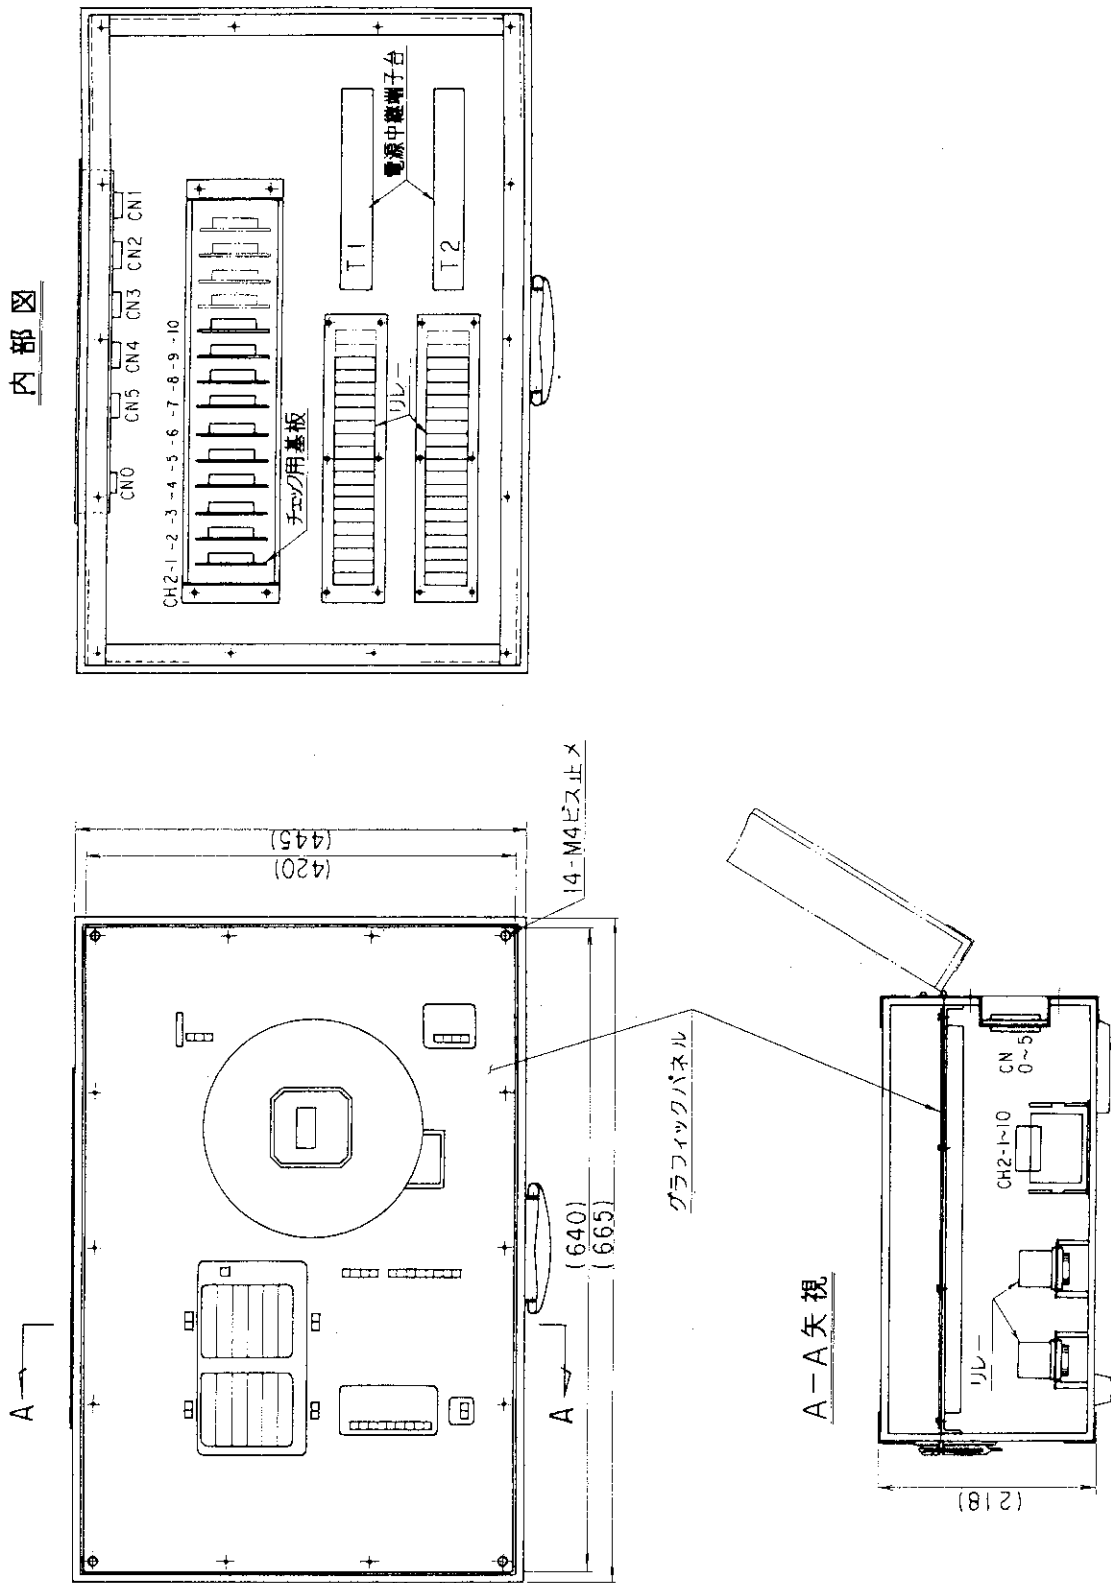 内部図
CN0 CN5 CN4 CN3 CN2 CN1
CH2-1 -2 -3 -4 -5 -6 -7 -8 -9 -10
チェック用基板
リレー
T1
T2
電源中継端子台
A
A
(445)
(420)
14-M4ビス止メ
(640)
(665)
グラフィックパネル
A-A矢視
リレー
CH2-1~10
CN
0~5
(218)